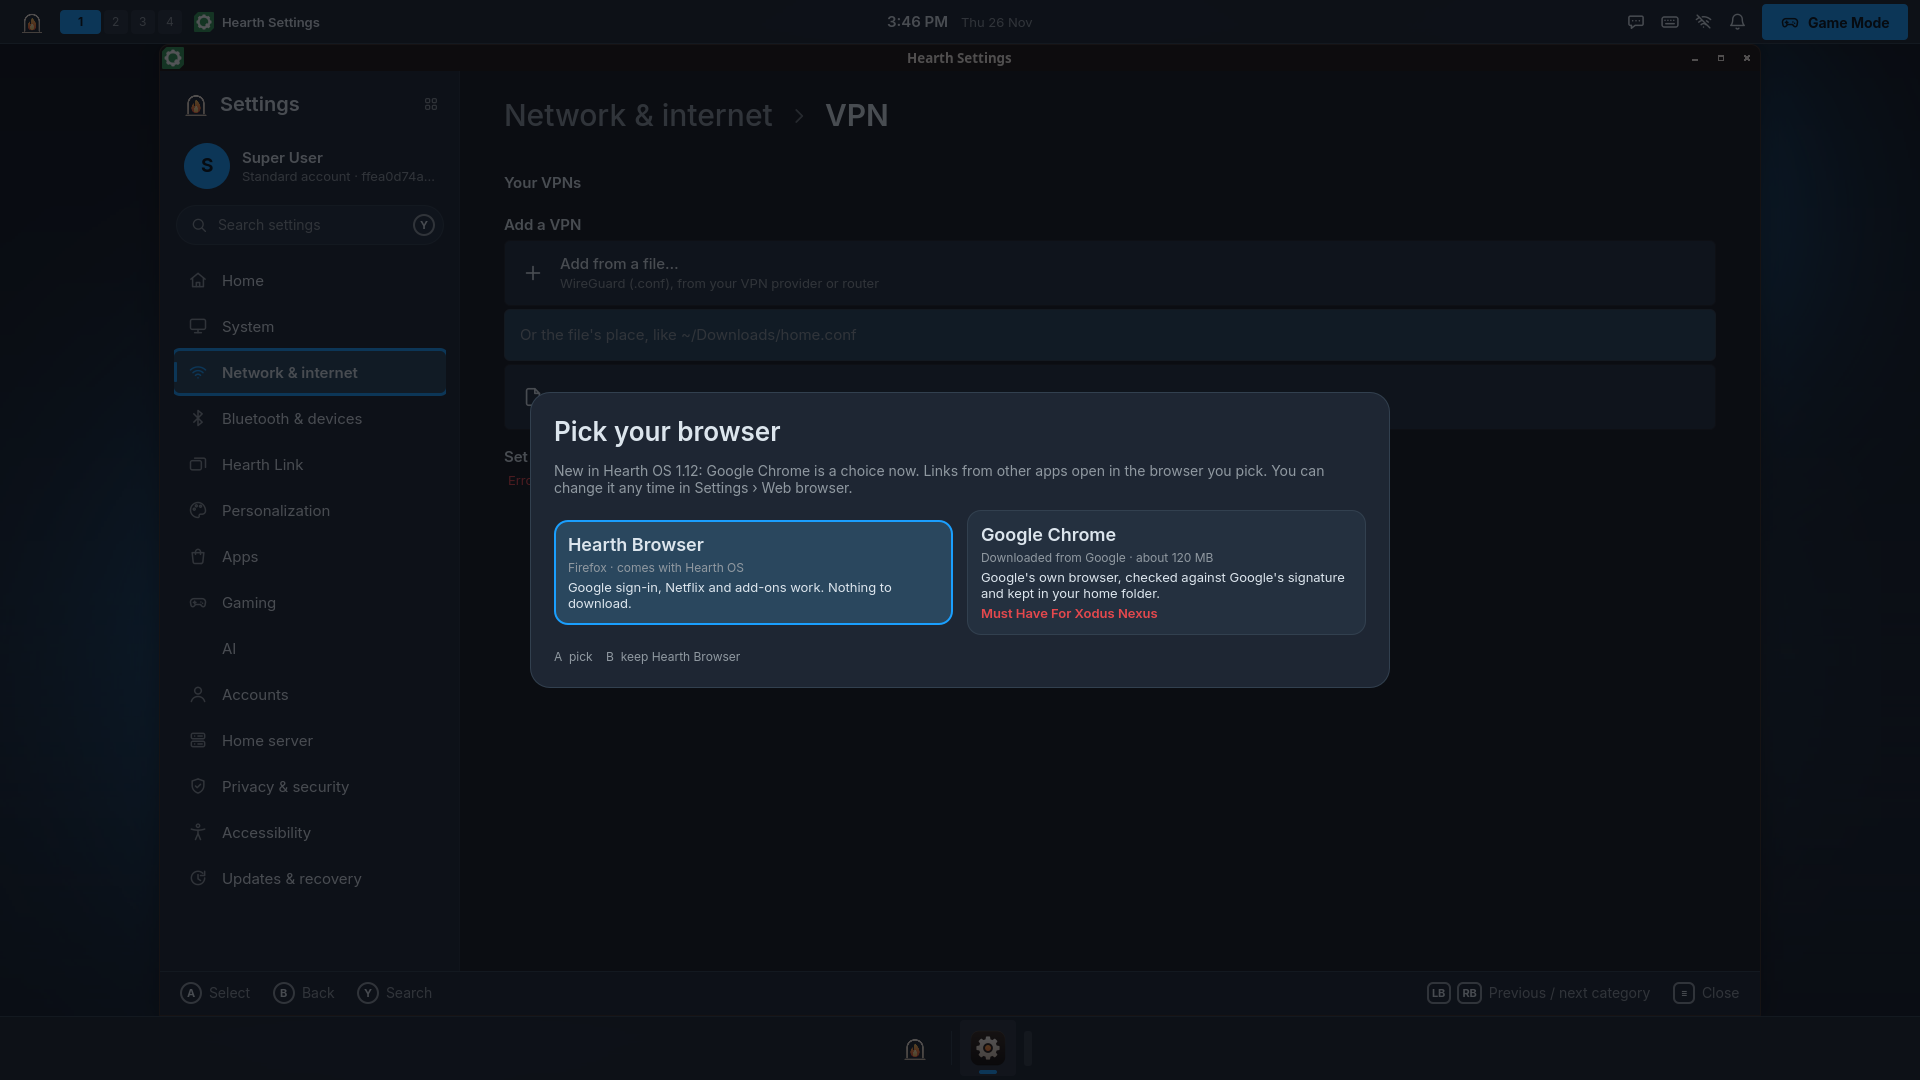 1 2 3 4 Hearth Settings
3:46 PM Thu 26 Nov
Game Mode
Hearth Settings
Settings
S
Super User
Standard account · ffea0d74a...
Search settings Y
Home
System
Network & internet
Bluetooth & devices
Hearth Link
Personalization
Apps
Gaming
AI
Accounts
Home server
Privacy & security
Accessibility
Updates & recovery
Network & internet › VPN
Your VPNs
Add a VPN
Add from a file...
WireGuard (.conf), from your VPN provider or router
Or the file's place, like ~/Downloads/home.conf
Set
Pick your browser
New in Hearth OS 1.12: Google Chrome is a choice now. Links from other apps open in the browser you pick. You can
change it any time in Settings › Web browser.
Hearth Browser
Firefox · comes with Hearth OS
Google sign-in, Netflix and add-ons work. Nothing to
download.
Google Chrome
Downloaded from Google · about 120 MB
Google's own browser, checked against Google's signature
and kept in your home folder.
Must Have For Xodus Nexus
A pick B keep Hearth Browser
A Select B Back Y Search
LB RB Previous / next category ≡ Close